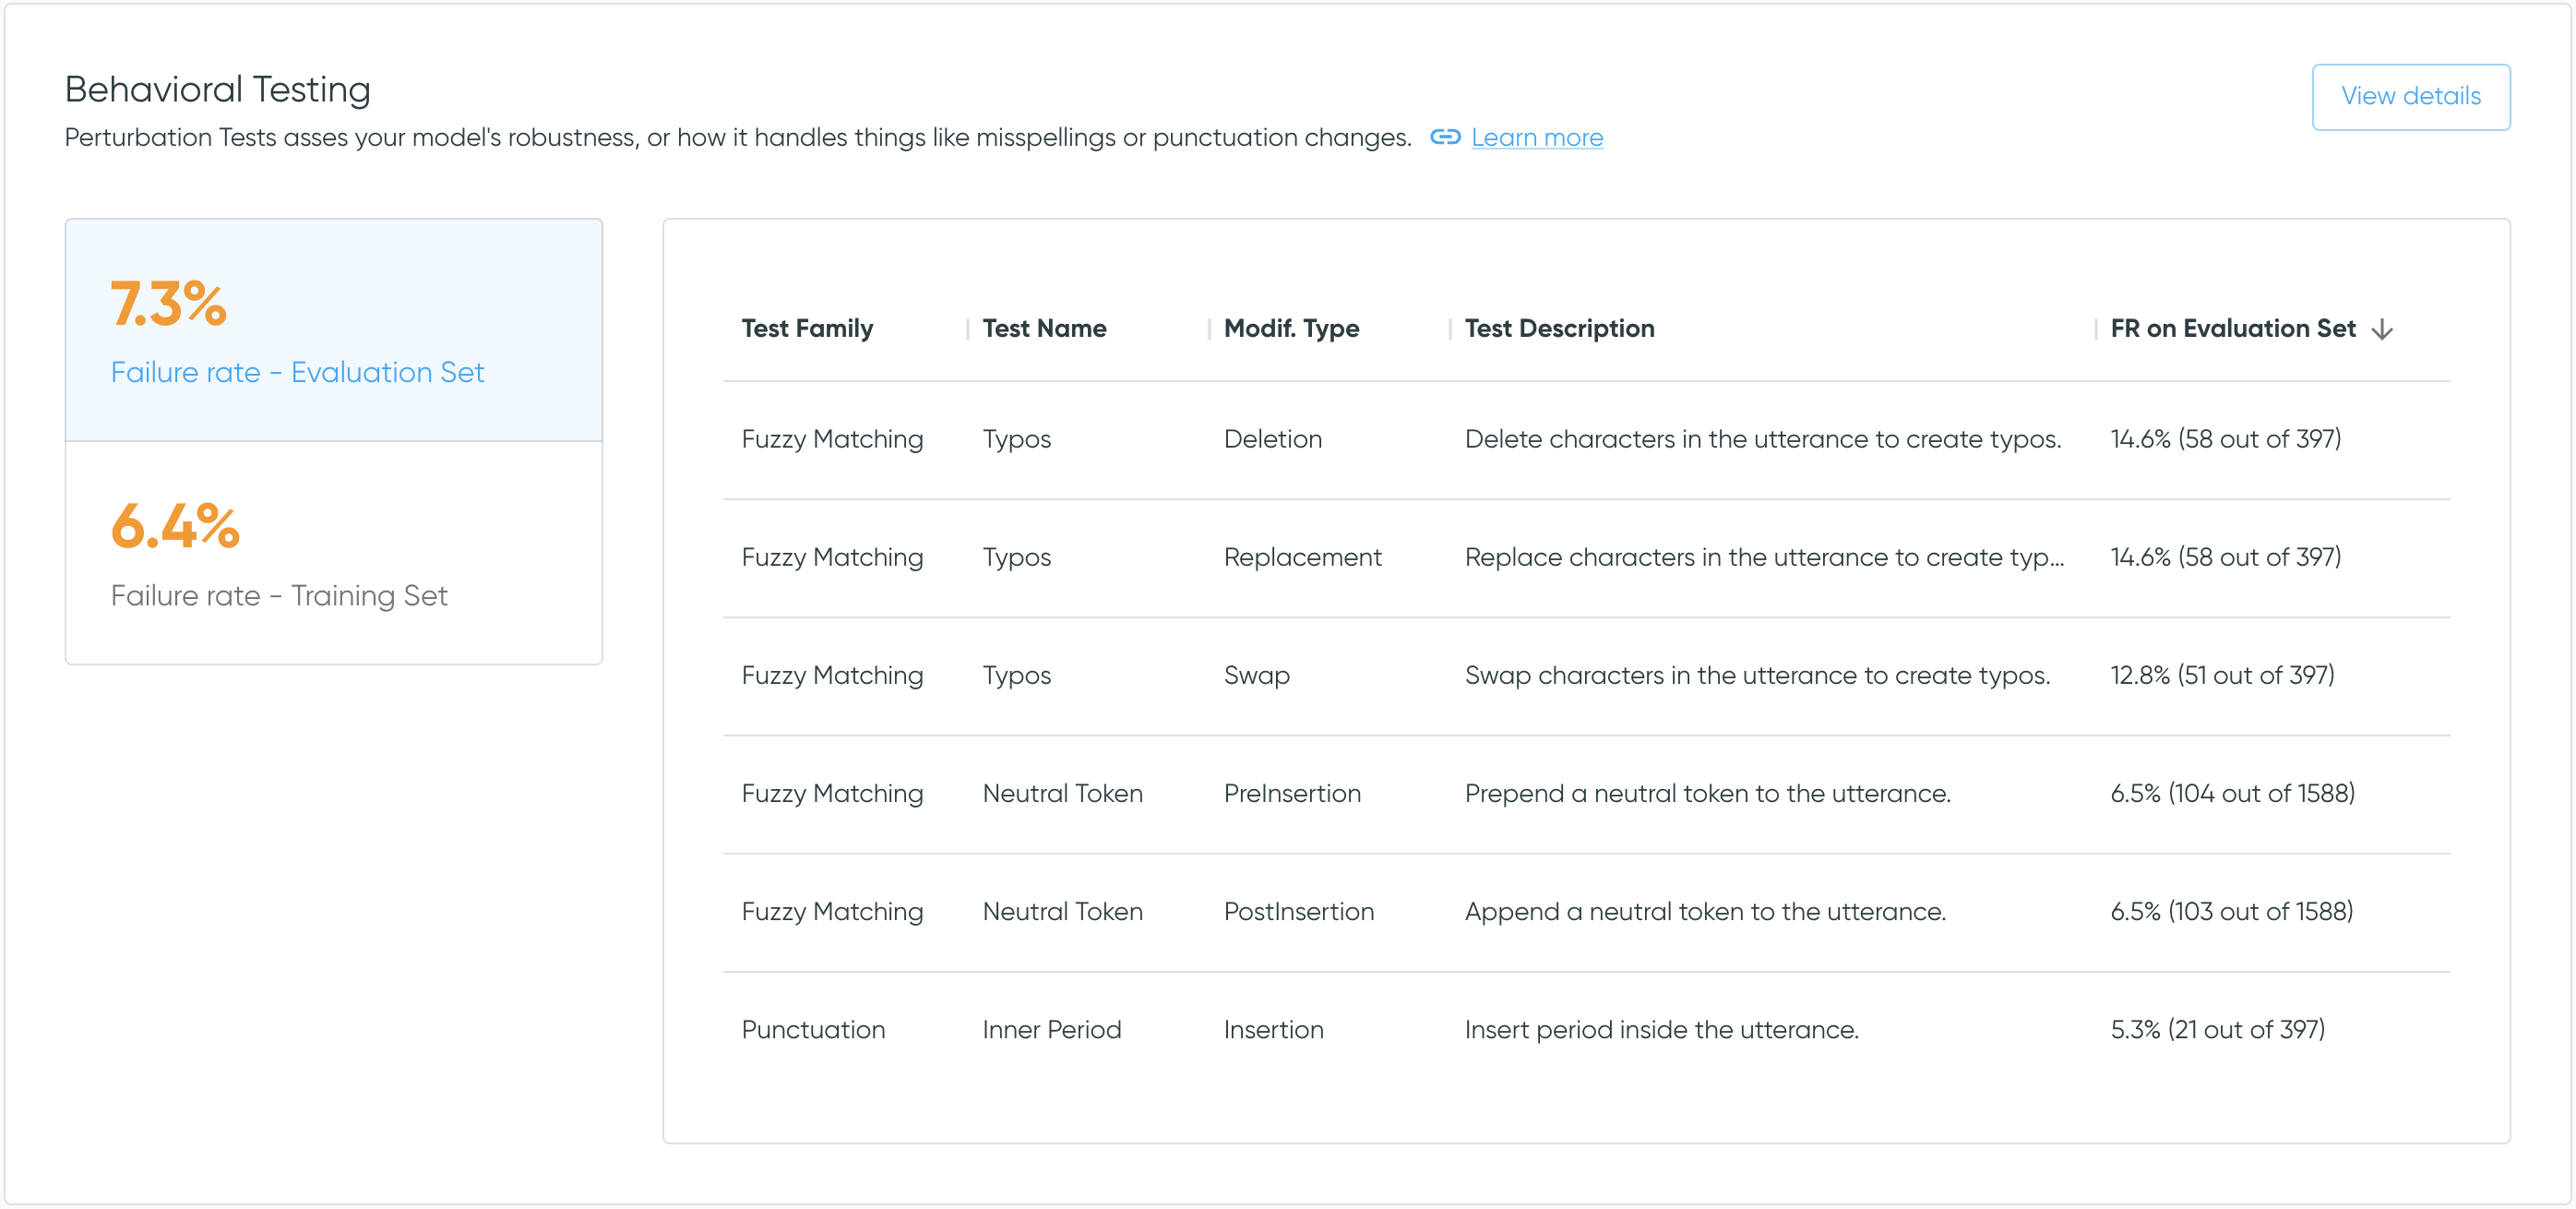 Behavioral Testing
View details
Perturbation Tests asses your model's robustness, or how it handles things like misspellings or punctuation changes. Learn more
7.3%
Failure rate - Evaluation Set
6.4%
Failure rate - Training Set
Test Family Test Name Modif. Type Test Description FR on Evaluation Set
Fuzzy Matching Typos Deletion Delete characters in the utterance to create typos. 14.6% (58 out of 397)
Fuzzy Matching Typos Replacement Replace characters in the utterance to create typ... 14.6% (58 out of 397)
Fuzzy Matching Typos Swap Swap characters in the utterance to create typos. 12.8% (51 out of 397)
Fuzzy Matching Neutral Token PreInsertion Prepend a neutral token to the utterance. 6.5% (104 out of 1588)
Fuzzy Matching Neutral Token PostInsertion Append a neutral token to the utterance. 6.5% (103 out of 1588)
Punctuation Inner Period Insertion Insert period inside the utterance. 5.3% (21 out of 397)